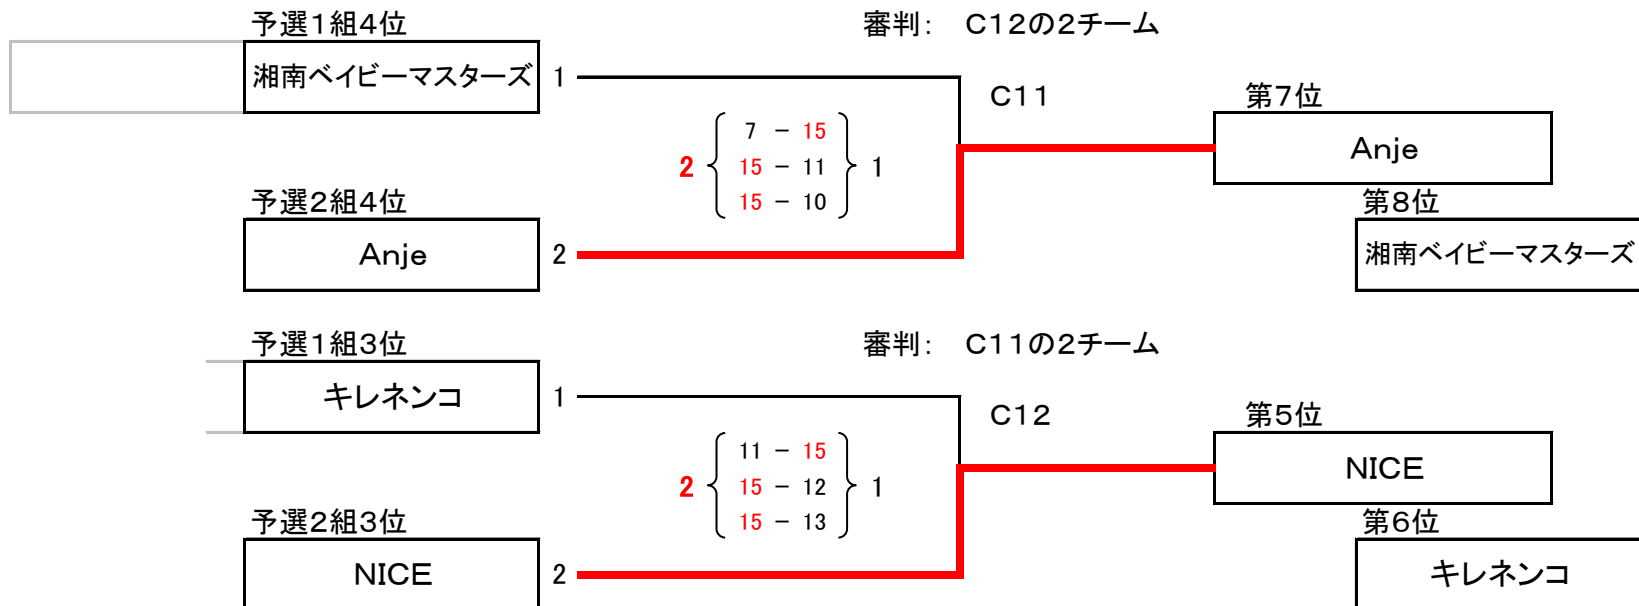 予選1組4位
審判: C12の2チーム
湘南ベイビーマスターズ
1
C11
第7位
7 － 15
2 15 － 11 1
15 － 10
Anje
予選2組4位
第8位
Anje
2
湘南ベイビーマスターズ
予選1組3位
審判: C11の2チーム
キレネンコ
1
C12
第5位
11 － 15
2 15 － 12 1
15 － 13
NICE
予選2組3位
第6位
NICE
2
キレネンコ